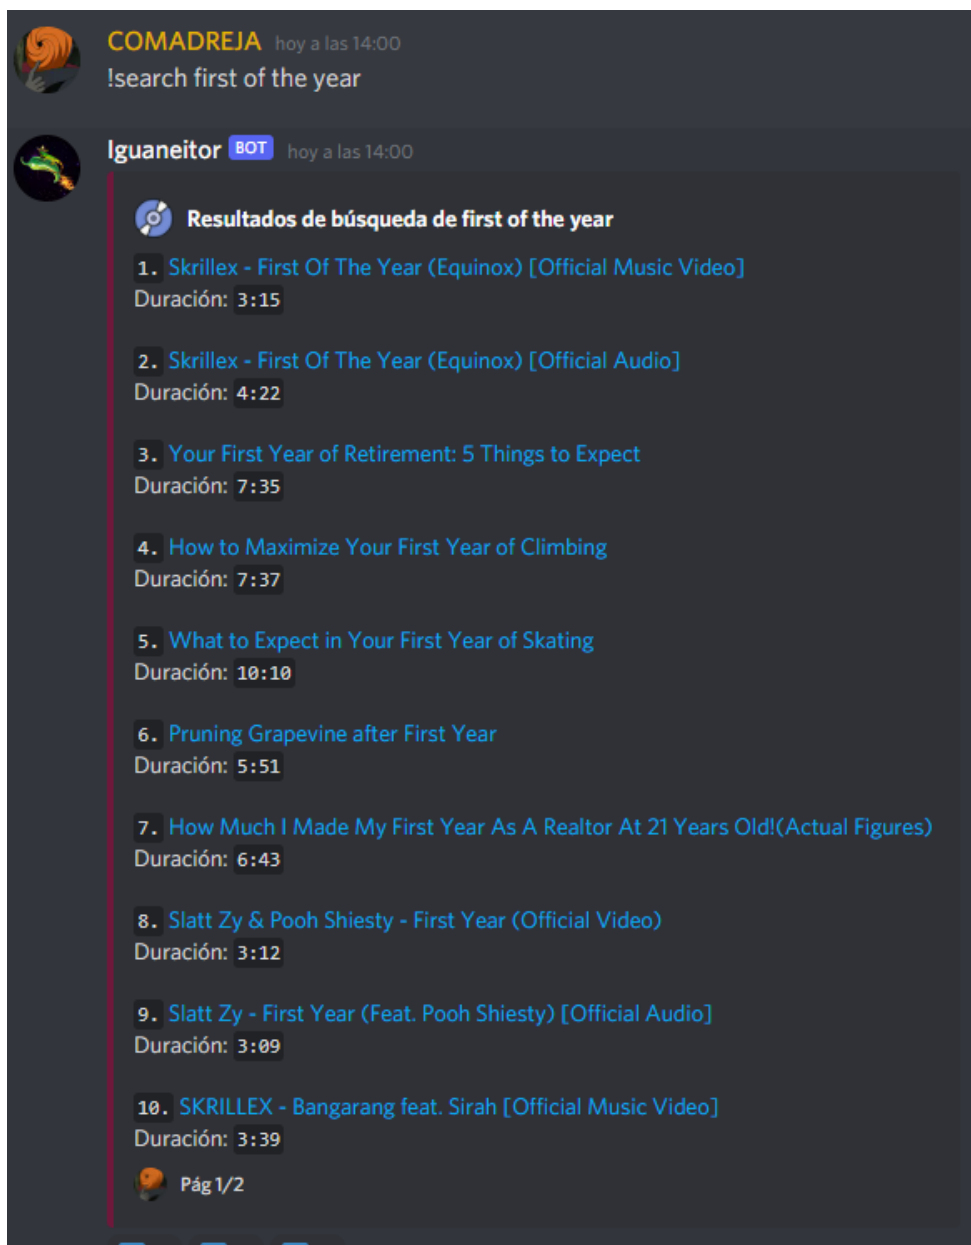 COMADREJA hoy a las 14:00
!search first of the year
Iguaneitor BOT hoy a las 14:00
Resultados de búsqueda de first of the year
1. Skrillex - First Of The Year (Equinox) [Official Music Video]
Duración: 3:15
2. Skrillex - First Of The Year (Equinox) [Official Audio]
Duración: 4:22
3. Your First Year of Retirement: 5 Things to Expect
Duración: 7:35
4. How to Maximize Your First Year of Climbing
Duración: 7:37
5. What to Expect in Your First Year of Skating
Duración: 10:10
6. Pruning Grapevine after First Year
Duración: 5:51
7. How Much I Made My First Year As A Realtor At 21 Years Old!(Actual Figures)
Duración: 6:43
8. Slatt Zy & Pooh Shiesty - First Year (Official Video)
Duración: 3:12
9. Slatt Zy - First Year (Feat. Pooh Shiesty) [Official Audio]
Duración: 3:09
10. SKRILLEX - Bangarang feat. Sirah [Official Music Video]
Duración: 3:39
Pág 1/2